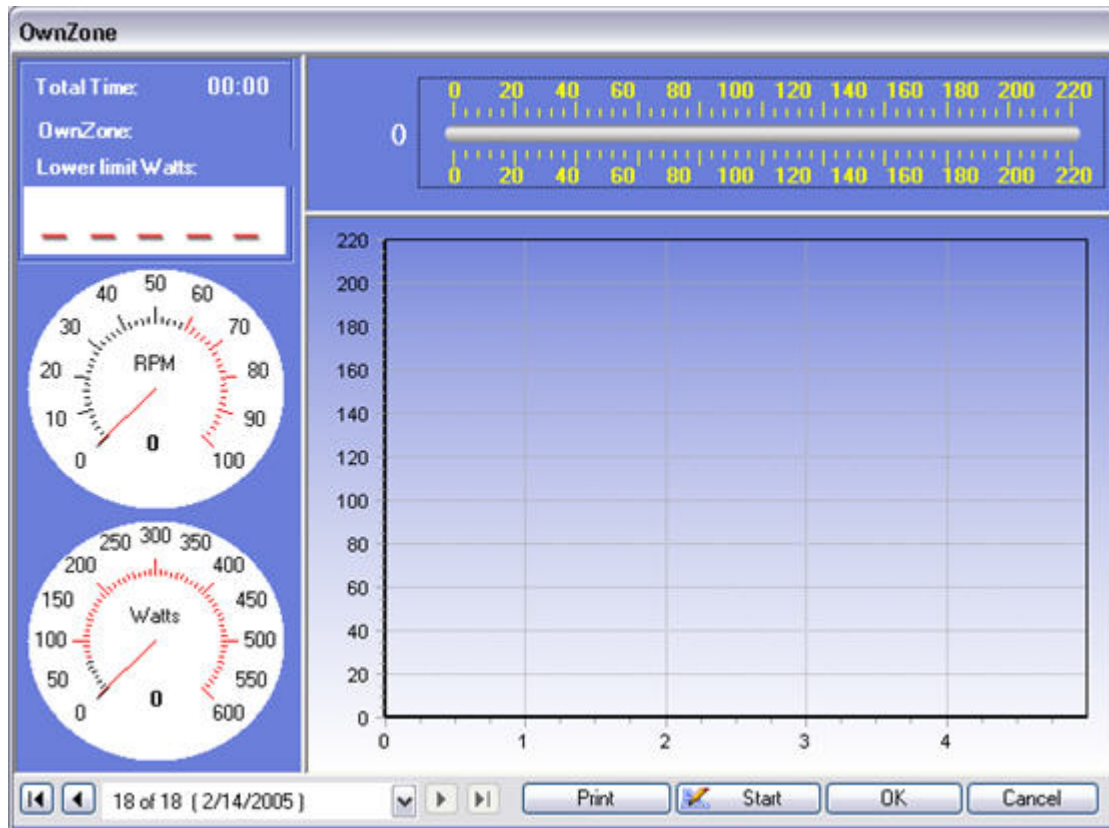 OwnZone
Total Time: 00:00
OwnZone:
Lower limit Watts:
_ _ _ _ _
0 20 40 60 80 100 120 140 160 180 200 220
0
0 20 40 60 80 100 120 140 160 180 200 220
0 10 20 30 40 50 60 70 80 90 100
RPM
0
0 50 100 150 200 250 300 350 400 450 500 550 600
Watts
0
220
200
180
160
140
120
100
80
60
40
20
0
0 1 2 3 4
18 of 18 ( 2/14/2005 ) Print Start OK Cancel